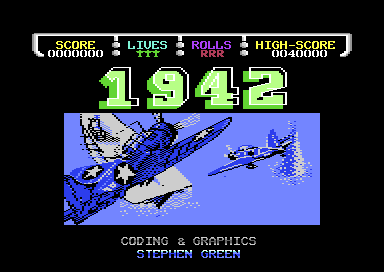 SCORE LIVES ROLLS HIGH-SCORE
0000000 RRR 0040000
1942
CODING & GRAPHICS
STEPHEN GREEN